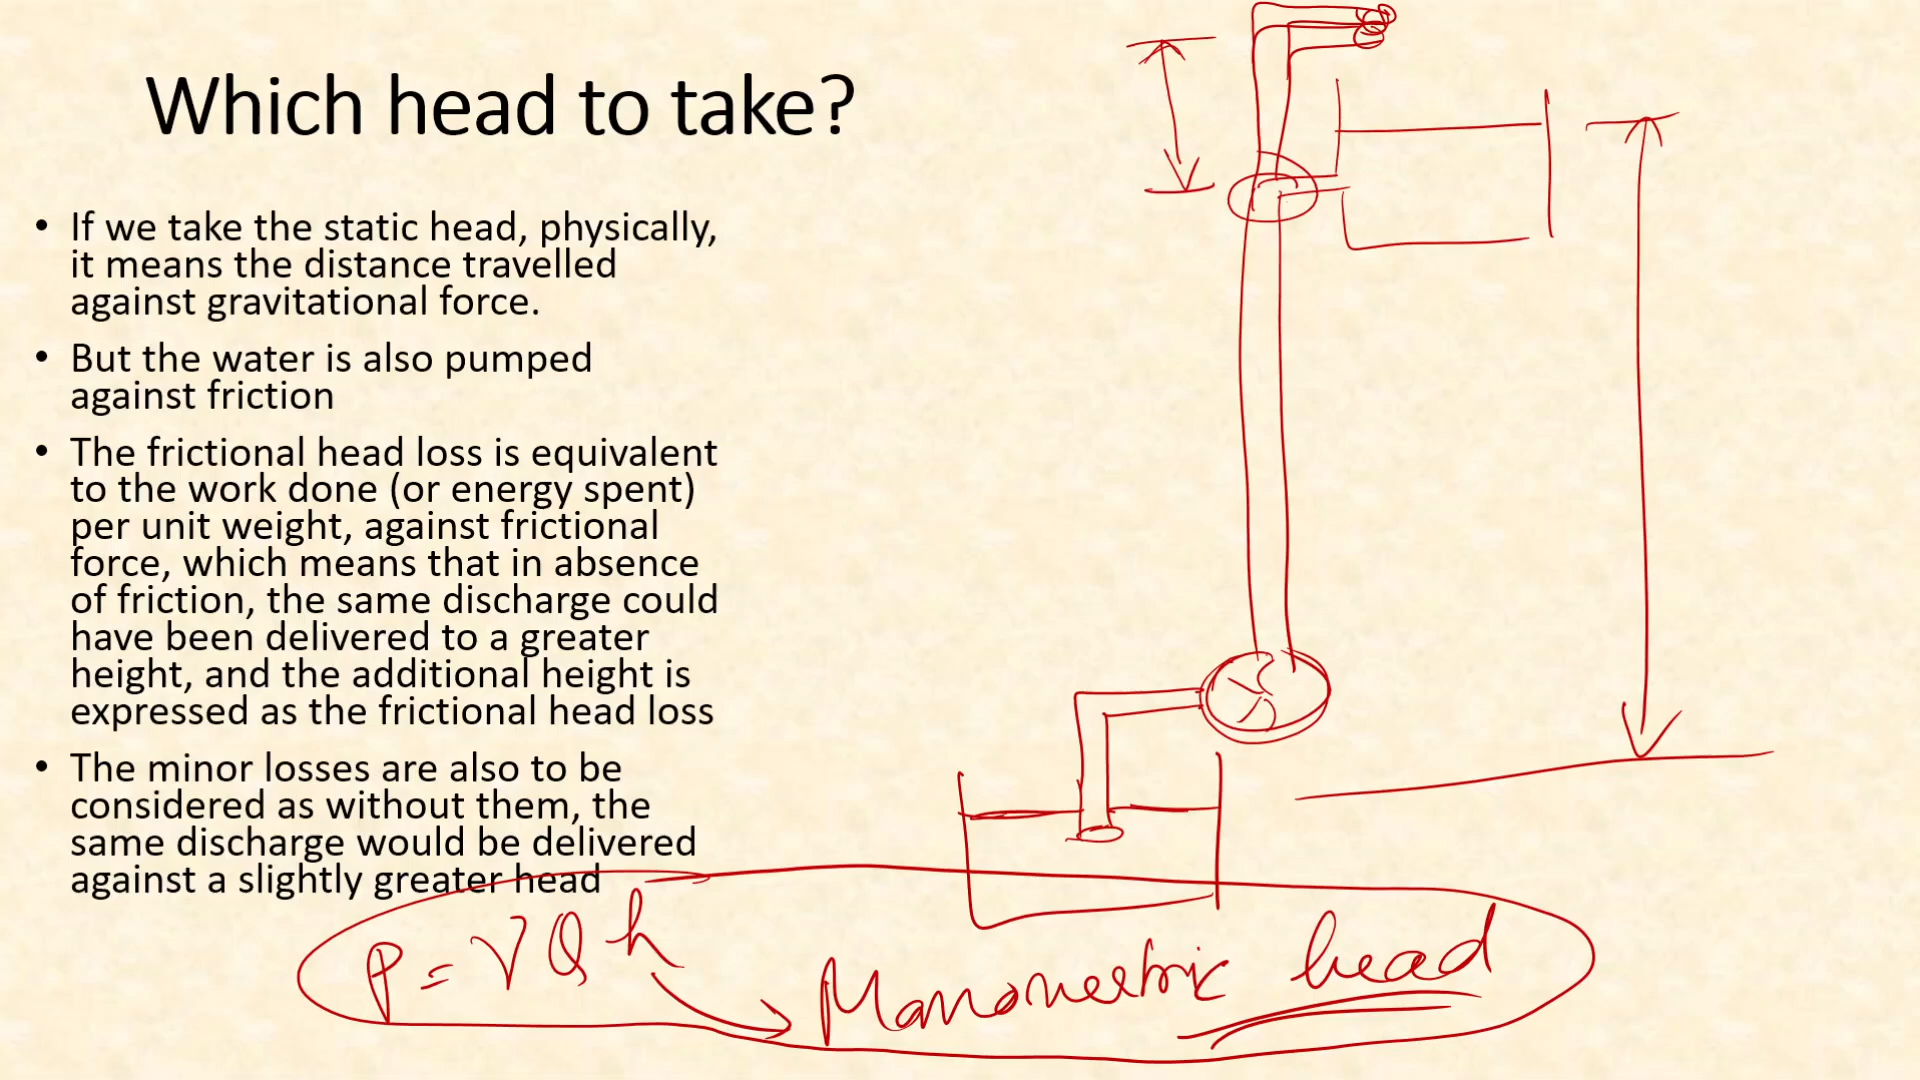 Which head to take?
• If we take the static head, physically,
it means the distance travelled
against gravitational force.
• But the water is also pumped
against friction
• The frictional head loss is equivalent
to the work done (or energy spent)
per unit weight, against frictional
force, which means that in absence
of friction, the same discharge could
have been delivered to a greater
height, and the additional height is
expressed as the frictional head loss
• The minor losses are also to be
considered as without them, the
same discharge would be delivered
against a slightly greater head
P = γQh
Manometric head